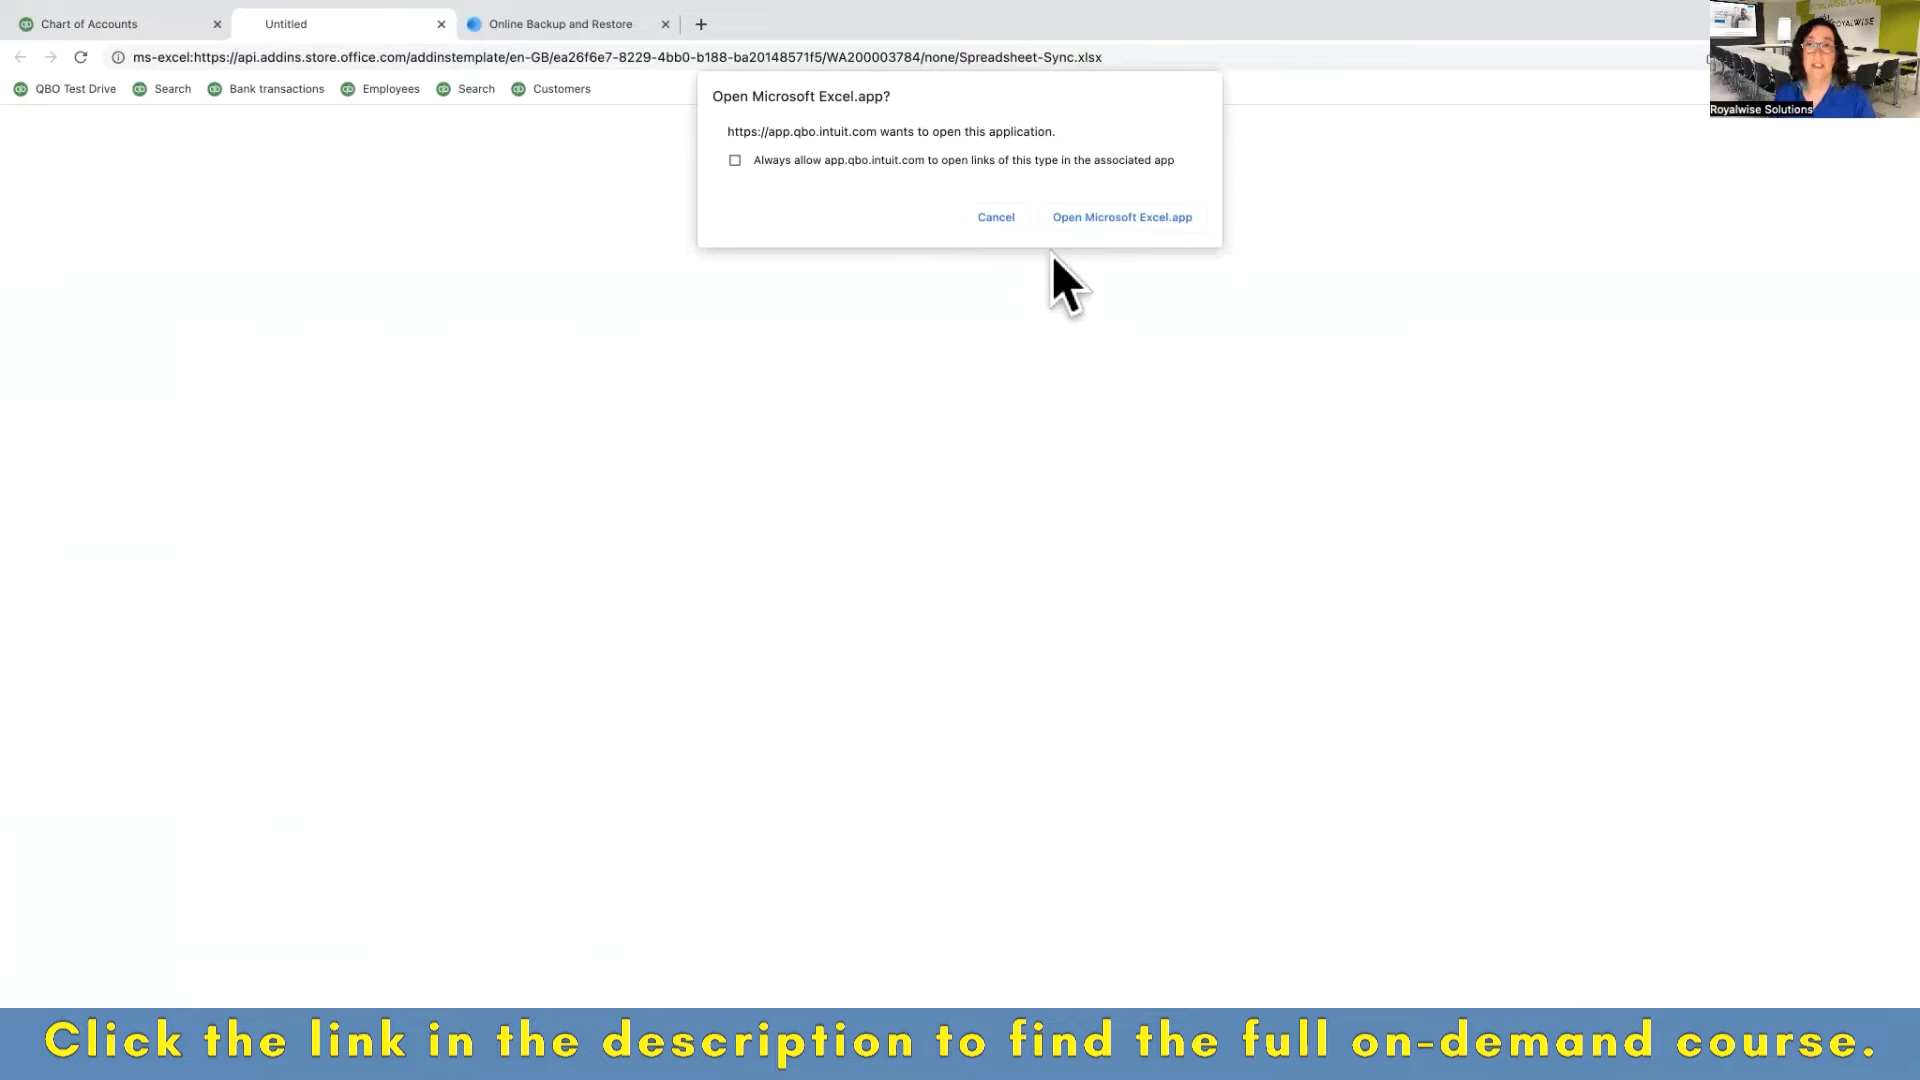 Chart of Accounts
Untitled
Online Backup and Restore
ms-excel:https://api.addins.store.office.com/addinstemplate/en-GB/ea26f6e7-8229-4bb0-b188-ba20148571f5/WA200003784/none/Spreadsheet-Sync.xlsx
QBO Test Drive
Search
Bank transactions
Employees
Search
Customers
Open Microsoft Excel.app?
https://app.qbo.intuit.com wants to open this application.
Always allow app.qbo.intuit.com to open links of this type in the associated app
Cancel
Open Microsoft Excel.app
ROYALWISE
Royalwise Solutions
Click the link in the description to find the full on-demand course.